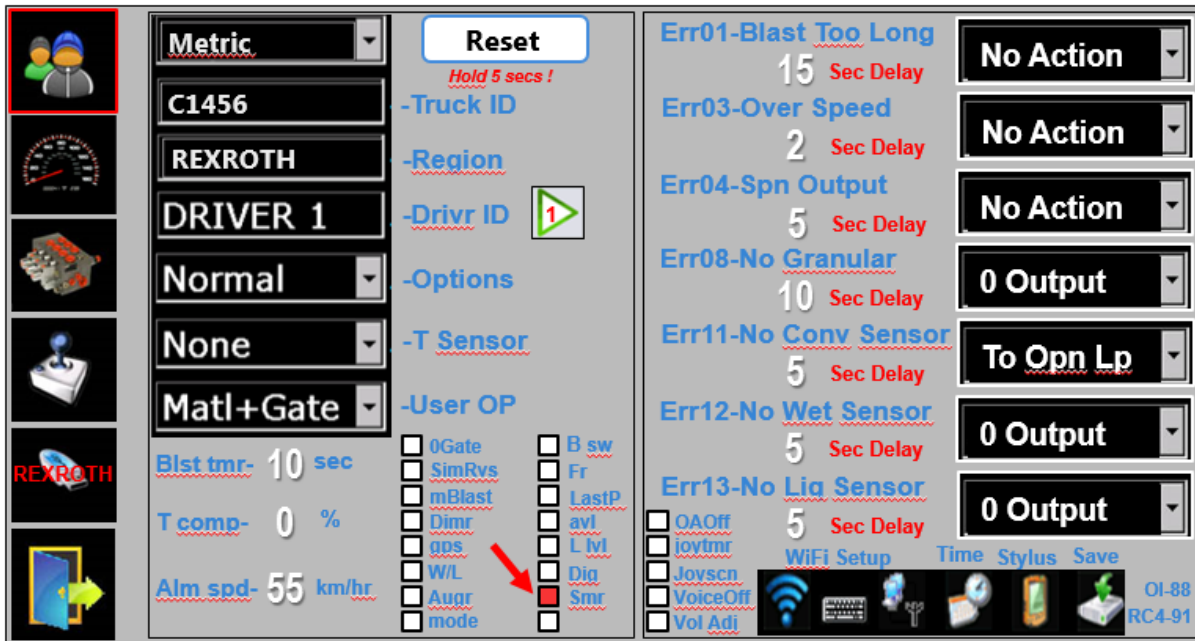 Metric
Reset
Hold 5 secs !
C1456
-Truck ID
REXROTH
-Region
DRIVER 1
-Drivr ID
1
Normal
-Options
None
-T Sensor
Matl+Gate
-User OP
Blst tmr- 10 sec
T comp- 0 %
Alm spd- 55 km/hr
0Gate
SimRvs
mBlast
Dimr
gps
W/L
Augr
mode
B sw
Fr
LastP
avl
L lvl
Dig
Smr
REXROTH
Err01-Blast Too Long
15 Sec Delay
No Action
Err03-Over Speed
2 Sec Delay
No Action
Err04-Spn Output
5 Sec Delay
No Action
Err08-No Granular
10 Sec Delay
0 Output
Err11-No Conv Sensor
5 Sec Delay
To Opn Lp
Err12-No Wet Sensor
5 Sec Delay
0 Output
Err13-No Liq Sensor
5 Sec Delay
0 Output
OAOff
joytmr
Jovscn
VoiceOff
Vol Adj
WiFi Setup
Time
Stylus
Save
OI-88
RC4-91